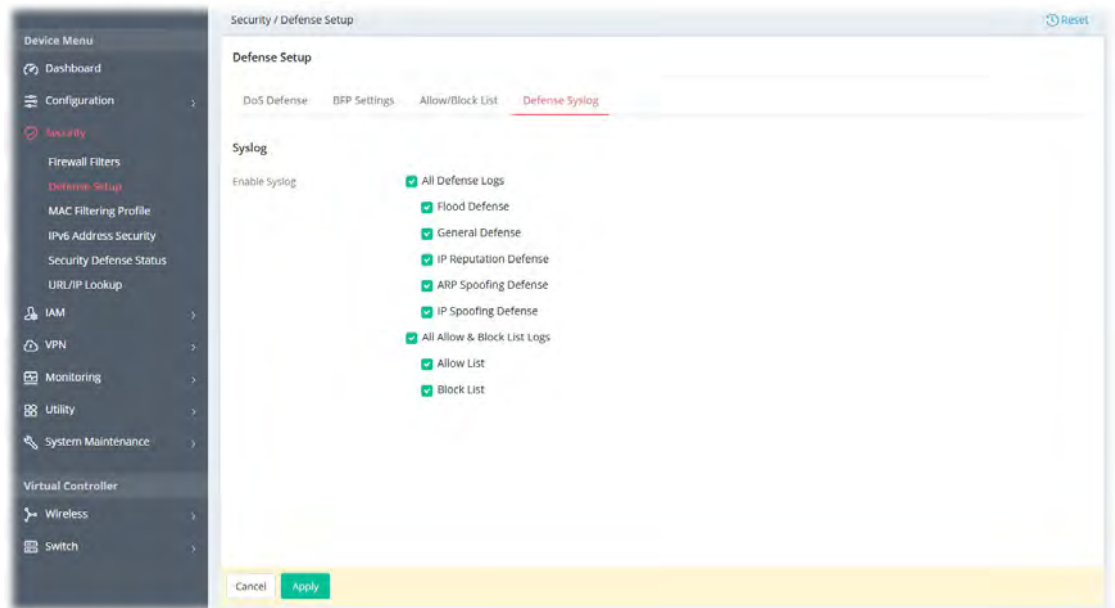 Security / Defense Setup
Reset
Device Menu
Dashboard
Configuration
Security
Firewall Filters
Defense Setup
MAC Filtering Profile
IPv6 Address Security
Security Defense Status
URL/IP Lookup
IAM
VPN
Monitoring
Utility
System Maintenance
Virtual Controller
Wireless
Switch
Defense Setup
DoS Defense BFP Settings Allow/Block List Defense Syslog
Syslog
Enable Syslog
All Defense Logs
Flood Defense
General Defense
IP Reputation Defense
ARP Spoofing Defense
IP Spoofing Defense
All Allow & Block List Logs
Allow List
Block List
Cancel Apply